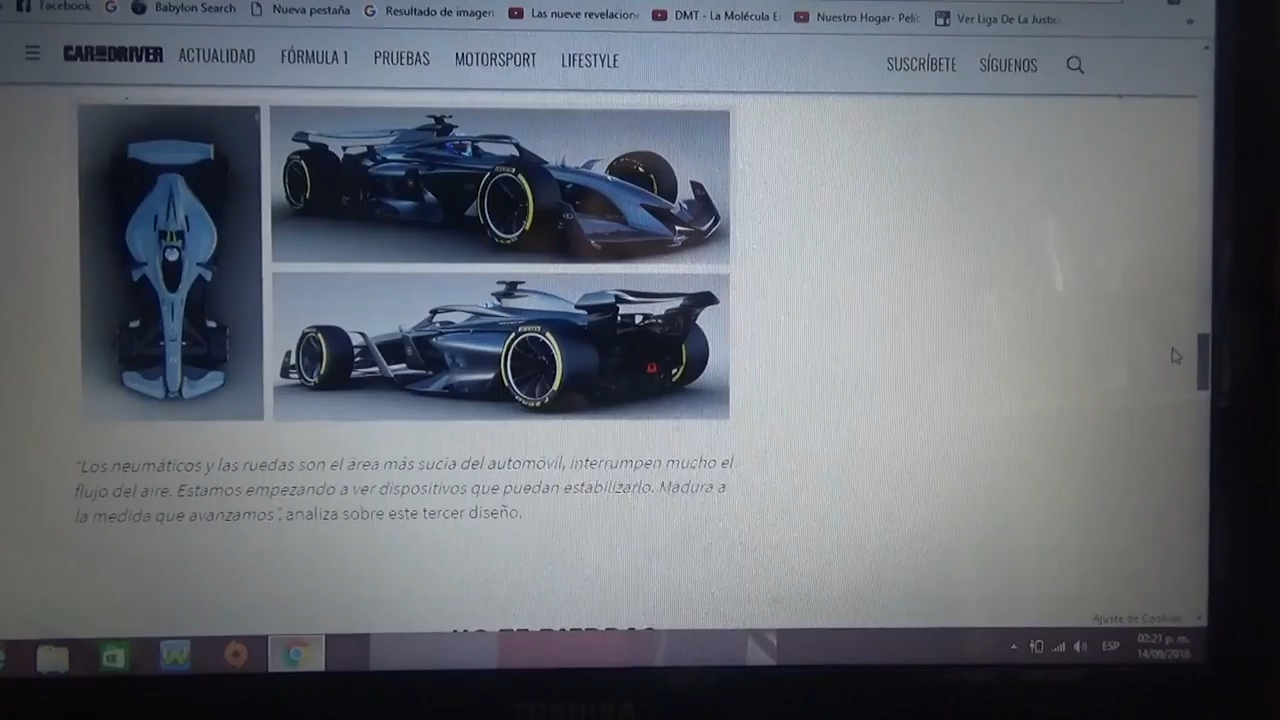 Facebook
Babylon Search
Nueva pestaña
Resultado de imagen
Las nueve revelacion
DMT - La Molécula E
Nuestro Hogar- Pelíc
Ver Liga De La Justic
CAR AND DRIVER
ACTUALIDAD
FÓRMULA 1
PRUEBAS
MOTORSPORT
LIFESTYLE
SUSCRÍBETE
SÍGUENOS
"Los neumáticos y las ruedas son el área más sucia del automóvil, interrumpen mucho el
flujo del aire. Estamos empezando a ver dispositivos que puedan estabilizarlo. Madura a
la medida que avanzamos", analiza sobre este tercer diseño.
Ajuste de Cookies
ESP
02:21 p. m.
14/09/2018
TOSHIBA